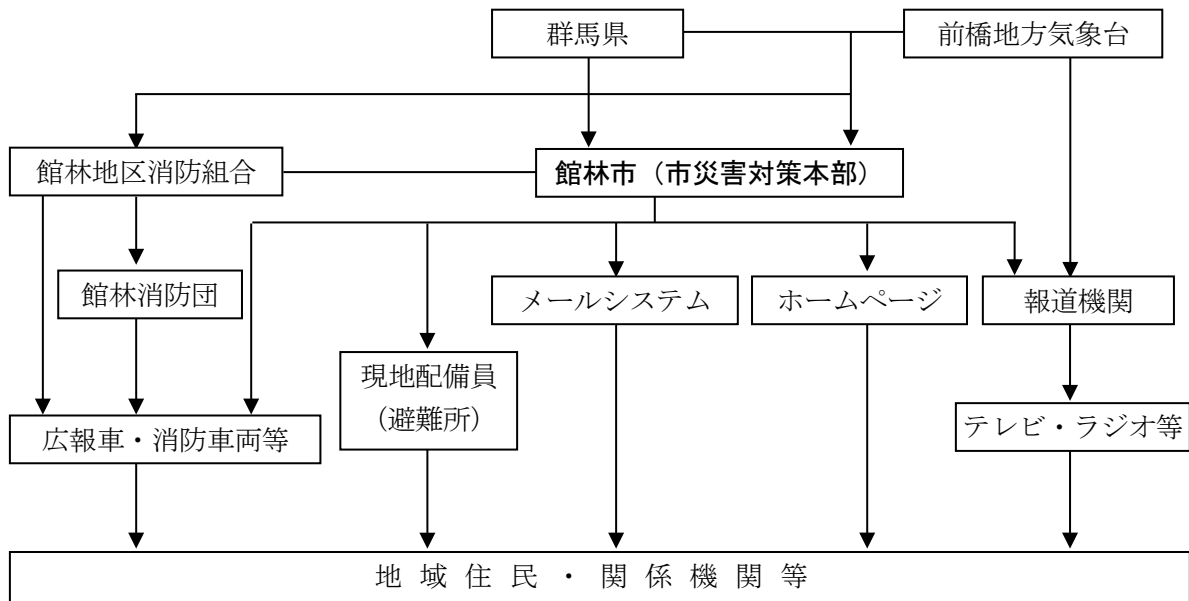 群馬県
前橋地方気象台
館林地区消防組合
館林市（市災害対策本部）
館林消防団
メールシステム
ホームページ
報道機関
現地配備員
（避難所）
広報車・消防車両等
テレビ・ラジオ等
地域住民・関係機関等